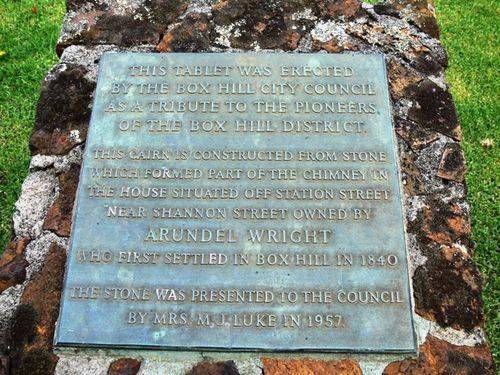 THIS TABLET WAS ERECTED
BY THE BOX HILL CITY COUNCIL
AS A TRIBUTE TO THE PIONEERS
OF THE BOX HILL DISTRICT.
THIS CAIRN IS CONSTRUCTED FROM STONE
WHICH FORMED PART OF THE CHIMNEY IN
THE HOUSE SITUATED OFF STATION STREET
NEAR SHANNON STREET OWNED BY
ARUNDEL WRIGHT
WHO FIRST SETTLED IN BOX HILL IN 1840
THE STONE WAS PRESENTED TO THE COUNCIL
BY MRS. M. J. LUKE IN 1957.